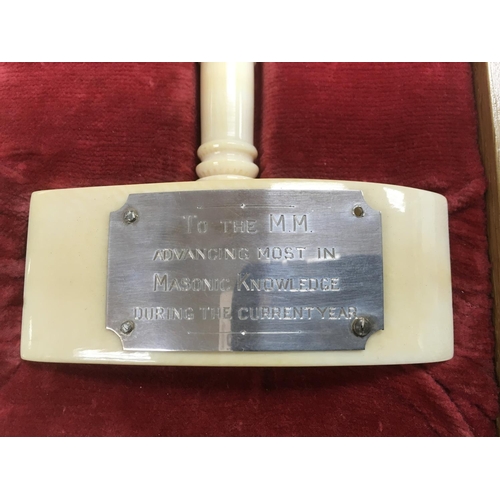 To the M.M.
advancing most in
Masonic Knowledge
during the current year